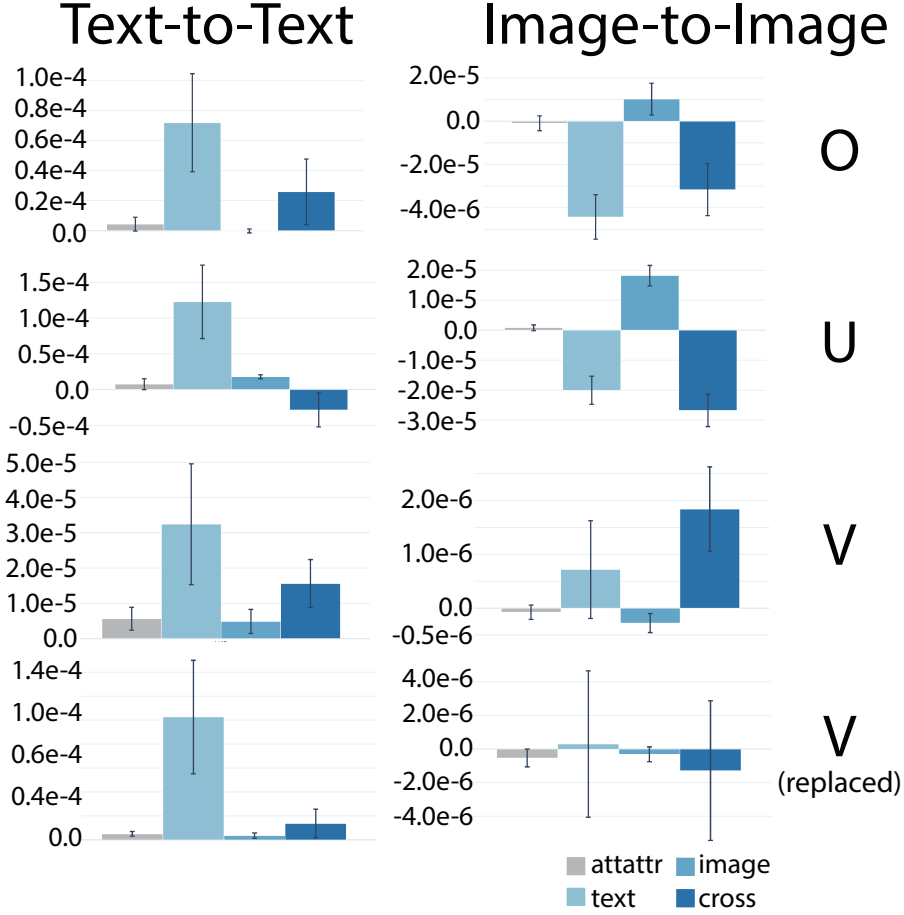 Text-to-Text
Image-to-Image
1.0e-4
0.8e-4
0.6e-4
0.4e-4
0.2e-4
0.0
2.0e-5
0.0
-2.0e-5
-4.0e-6
O
1.5e-4
1.0e-4
0.5e-4
0.0
-0.5e-4
2.0e-5
1.0e-5
0.0
-1.0e-5
-2.0e-5
-3.0e-5
U
5.0e-5
4.0e-5
3.0e-5
2.0e-5
1.0e-5
0.0
2.0e-6
1.0e-6
0.0
-0.5e-6
V
1.4e-4
1.0e-4
0.6e-4
0.4e-4
0.0
4.0e-6
2.0e-6
0.0
-2.0e-6
-4.0e-6
V
(replaced)
attattr
image
text
cross